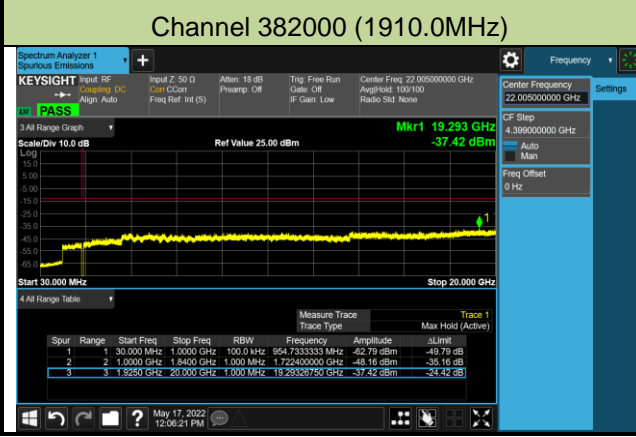 Channel 382000 (1910.0MHz)
Spectrum Analyzer 1
Spurious Emissions
+
Frequency
KEYSIGHT
Input: RF
Coupling: DC
Align: Auto
Input Z: 50 Ω
Corr CCorr
Freq Ref: Int (S)
Atten: 18 dB
Preamp: Off
Trig: Free Run
Gate: Off
IF Gain: Low
Center Freq: 22.005000000 GHz
Avg|Hold: 100/100
Radio Std: None
PASS
Center Frequency
22.005000000 GHz
Settings
CF Step
4.399000000 GHz
Auto
Man
Freq Offset
0 Hz
3 All Range Graph
Mkr1 19.293 GHz
Scale/Div 10.0 dB
Ref Value 25.00 dBm
-37.42 dBm
Log
15.0
5.00
-5.00
-15.0
-25.0
-35.0
-45.0
-55.0
-65.0
1
Start 30.000 MHz
Stop 20.000 GHz
4 All Range Table
Measure Trace Trace 1
Trace Type Max Hold (Active)
Spur Range Start Freq Stop Freq RBW Frequency Amplitude ΔLimit
1 1 30.000 MHz 1.0000 GHz 100.0 kHz 954.7333333 MHz -62.79 dBm -49.79 dB
2 2 1.0000 GHz 1.8400 GHz 1.000 MHz 1.722400000 GHz -48.16 dBm -35.16 dB
3 3 1.9250 GHz 20.000 GHz 1.000 MHz 19.29326750 GHz -37.42 dBm -24.42 dB
?
May 17, 2022
12:06:21 PM